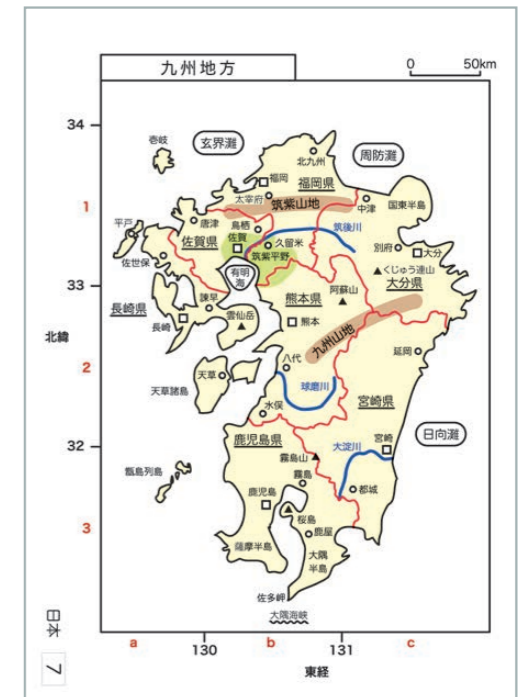 九州地方
0 50km
34
壱岐
玄界灘
周防灘
北九州
福岡
福岡県
太宰府
1
筑紫山地
中津
国東半島
平戸
唐津
鳥栖
筑後川
佐賀県
佐賀
久留米
別府
大分
佐世保
筑紫平野
くじゅう連山
有明海
大分県
33
長崎県
諫早
熊本県
阿蘇山
北緯
雲仙岳
長崎
熊本
九州山地
延岡
2
八代
天草
球磨川
天草諸島
宮崎県
水俣
鹿児島県
日向灘
32
大淀川
宮崎
霧島山
甑島列島
霧島
鹿児島
都城
桜島
3
鹿屋
薩摩半島
大隅半島
佐多岬
大隅海峡
日本
7
a b c
130 131
東経